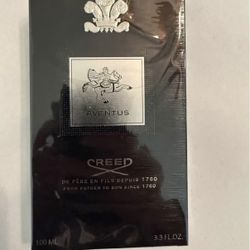 AVENTUS
CREED
DE PÈRE EN FILS DEPUIS 1760
FROM FATHER TO SON SINCE 1760
100 ML 3.3 FL.OZ.